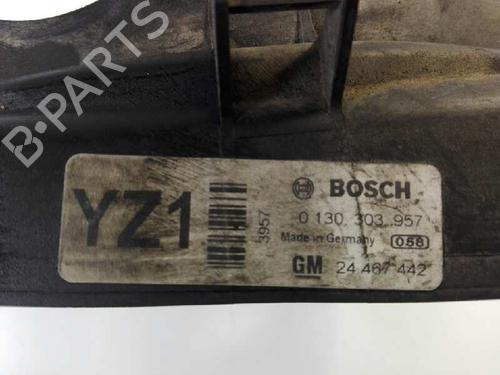 B-PARTS
YZ1
3957
BOSCH
0 130 303 957
Made in Germany 058
GM 24 467 442